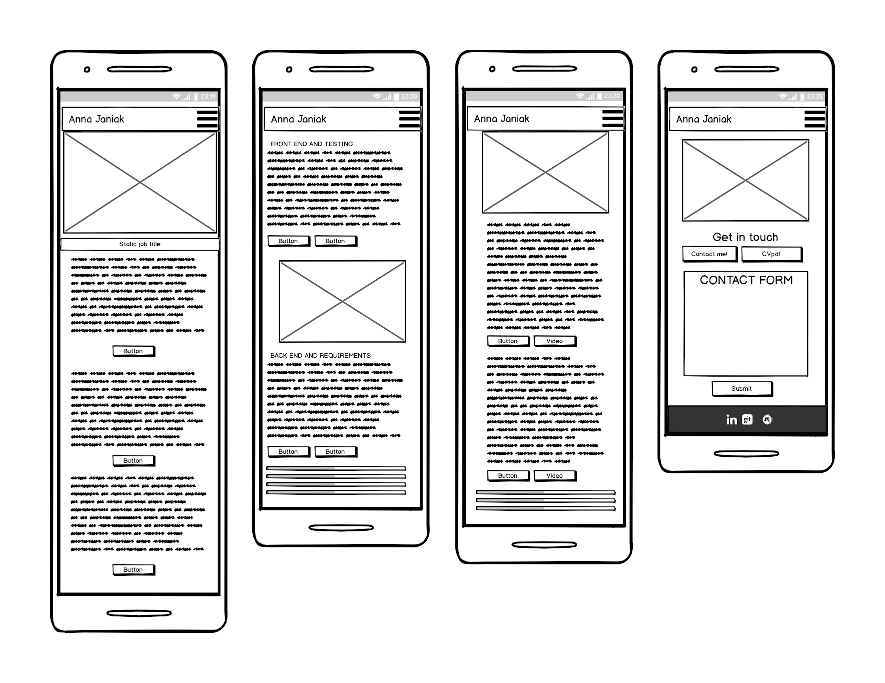 Anna Janiak
Static job title
Button
Button
Button
Anna Janiak
FRONT END AND TESTING
Button Button
BACK END AND REQUIREMENTS
Button Button
Anna Janiak
Button Video
Button Video
Anna Janiak
Get in touch
Contact me! CVpdf
CONTACT FORM
Submit
in